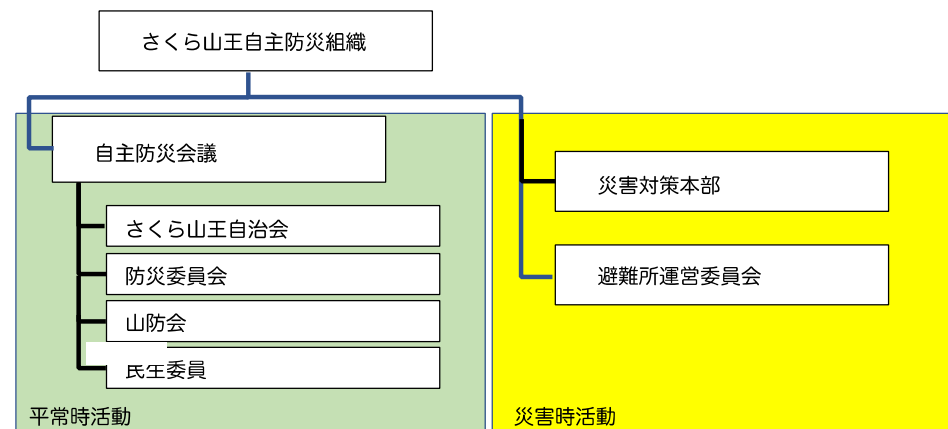 さくら山王自主防災組織
自主防災会議
さくら山王自治会
防災委員会
山防会
民生委員
平常時活動
災害対策本部
避難所運営委員会
災害時活動